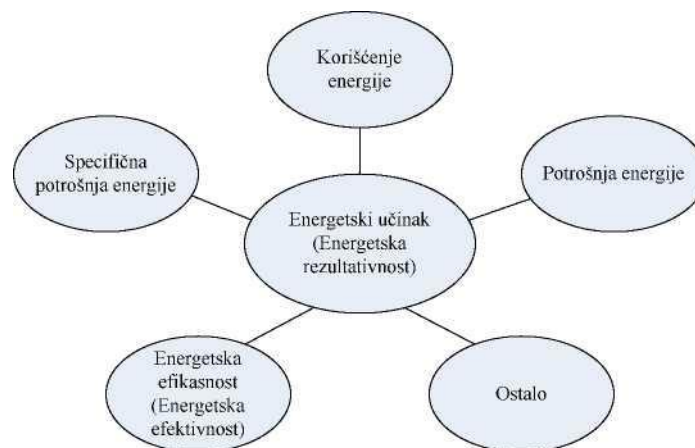 Korišćenje
energije
Specifična
potrošnja energije
Potrošnja energije
Energetski učinak
(Energetska
rezultativnost)
Energetska
efikasnost
(Energetska
efektivnost)
Ostalo